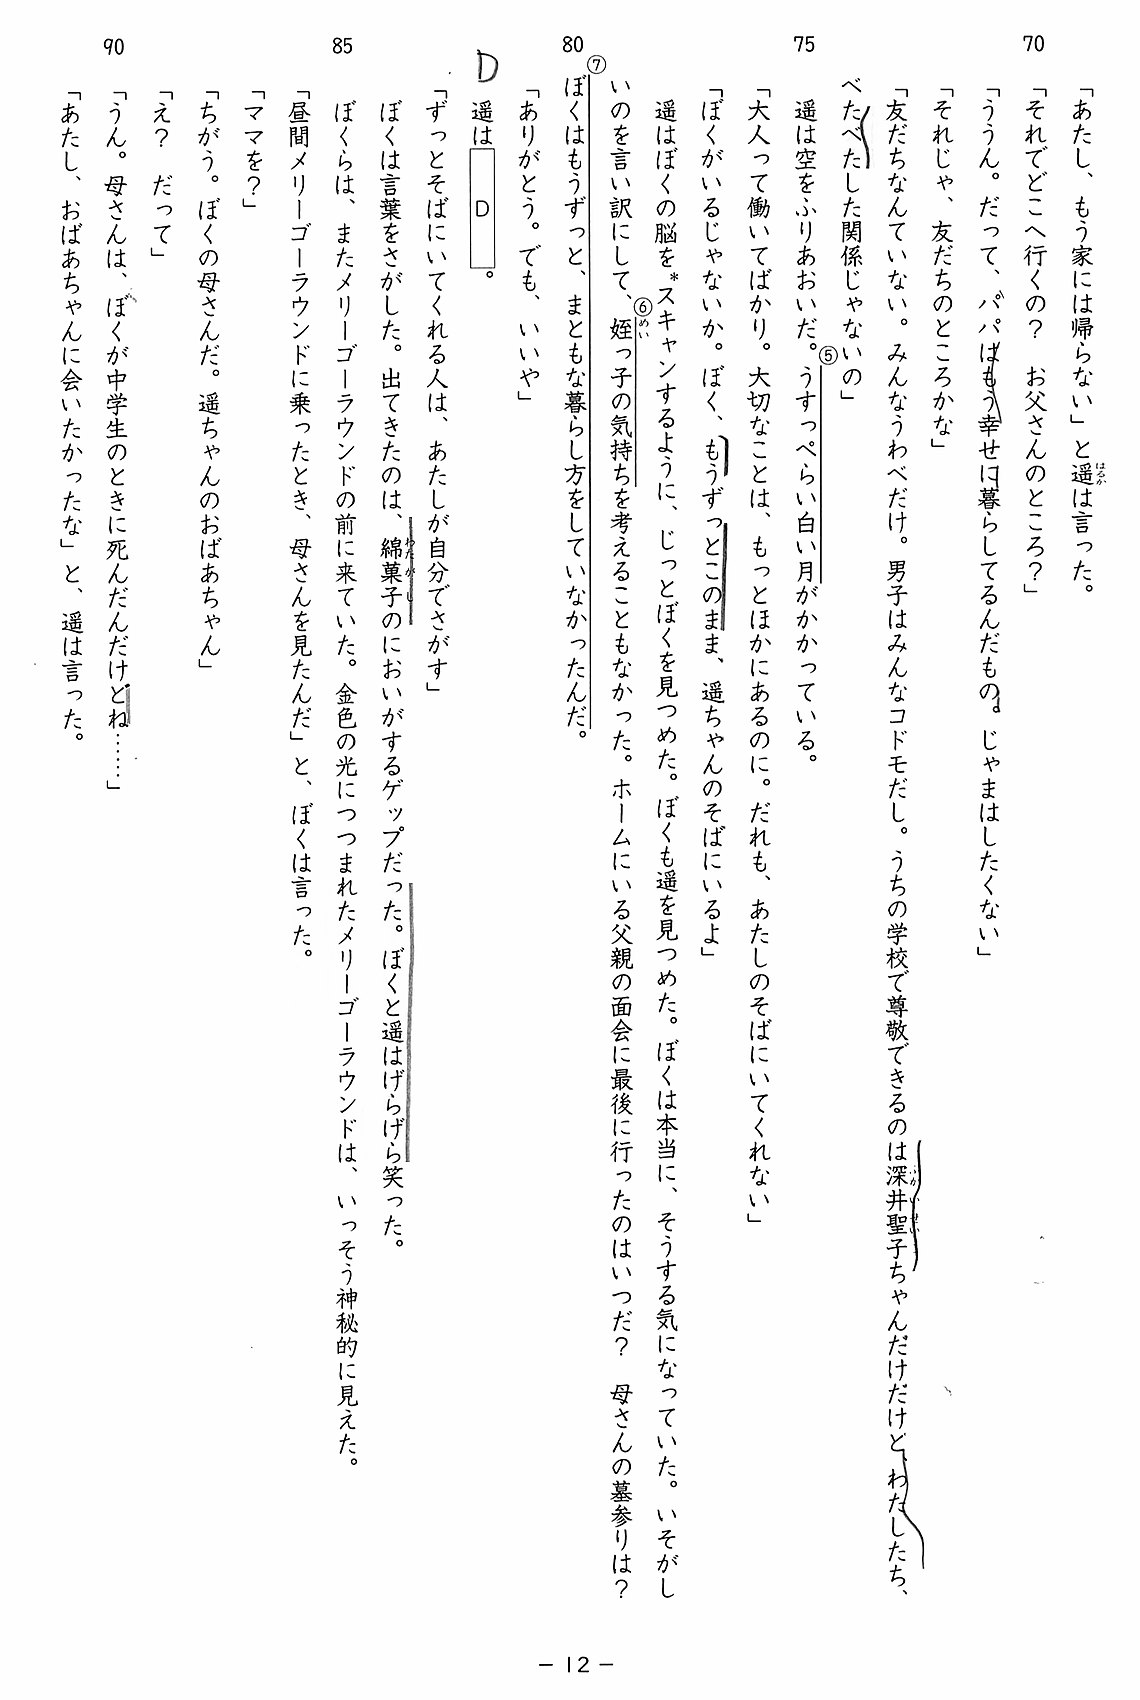 70
「あたし、もう家には帰らない」と遥は言った。
はるか
「それでどこへ行くの？　お父さんのところ？」
「ううん。だって、パパはもう幸せに暮らしてるんだもの。じゃまはしたくない」
「それじゃ、友だちのところかな」
「友だちなんていない。みんなうわべだけ。男子はみんなコドモだし。うちの学校で尊敬できるのは深井聖子ちゃんだけだけど、わたしたち、
ふかいせいこ
75
べたべたした関係じゃないの」
遥は空をふりあおいだ。⑤うすっぺらい白い月がかかっている。
「大人って働いてばかり。大切なことは、もっとほかにあるのに。だれも、あたしのそばにいてくれない」
「ぼくがいるじゃないか。ぼく、もうずっとこのまま、遥ちゃんのそばにいるよ」
遥はぼくの脳を＊スキャンするように、じっとぼくを見つめた。ぼくも遥を見つめた。ぼくは本当に、そうする気になっていた。いそがし
いのを言い訳にして、⑥姪っ子の気持ちを考えることもなかった。ホームにいる父親の面会に最後に行ったのはいつだ？　母さんの墓参りは？
めい
80
⑦ぼくはもうずっと、まともな暮らし方をしていなかったんだ。
「ありがとう。でも、いいや」
D
遥は D 。
「ずっとそばにいてくれる人は、あたしが自分でさがす」
ぼくは言葉をさがした。出てきたのは、綿菓子のにおいがするゲップだった。ぼくと遥はげらげら笑った。
わたがし
85
ぼくらは、またメリーゴーラウンドの前に来ていた。金色の光につつまれたメリーゴーラウンドは、いっそう神秘的に見えた。
「昼間メリーゴーラウンドに乗ったとき、母さんを見たんだ」と、ぼくは言った。
「ママを？」
「ちがう。ぼくの母さんだ。遥ちゃんのおばあちゃん」
「え？　だって」
90
「うん。母さんは、ぼくが中学生のときに死んだんだけどね……」
「あたし、おばあちゃんに会いたかったな」と、遥は言った。
－12－